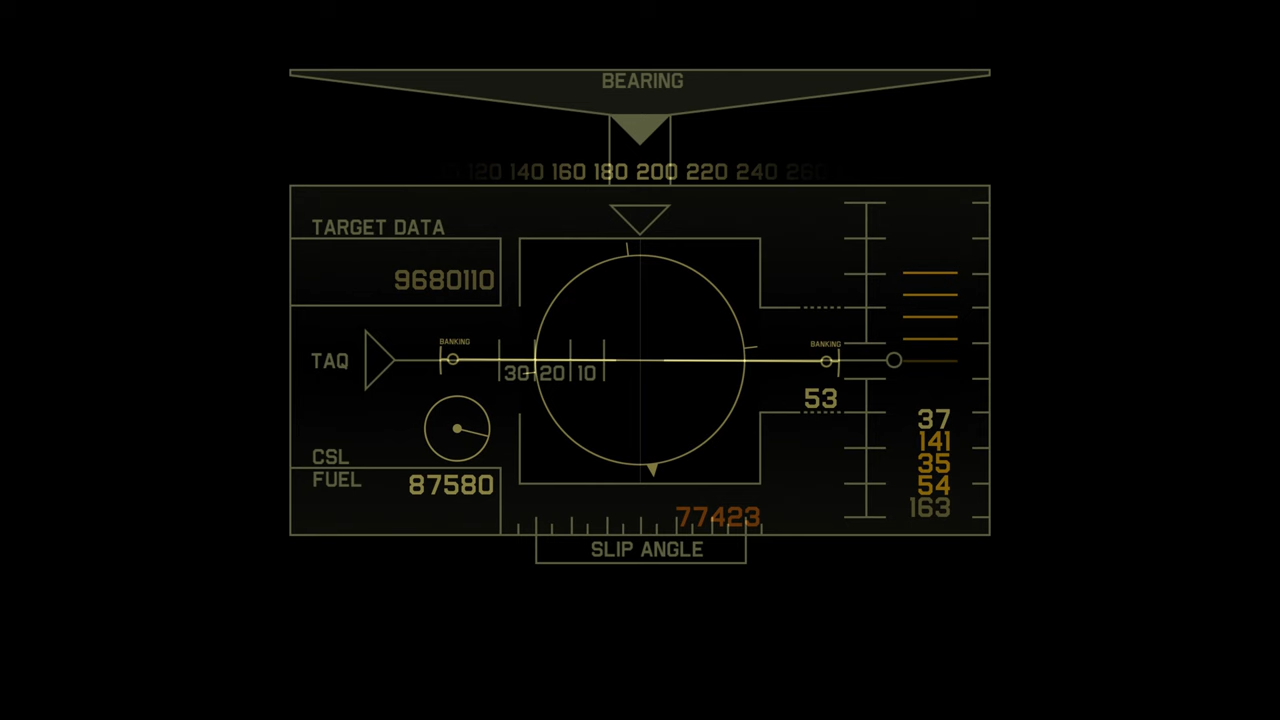 BEARING
120 140 160 180 200 220 240 260
TARGET DATA
9680110
BANKING
BANKING
TAQ
30 20 10
53
37
141
35
54
163
CSL
FUEL
87580
77423
SLIP ANGLE